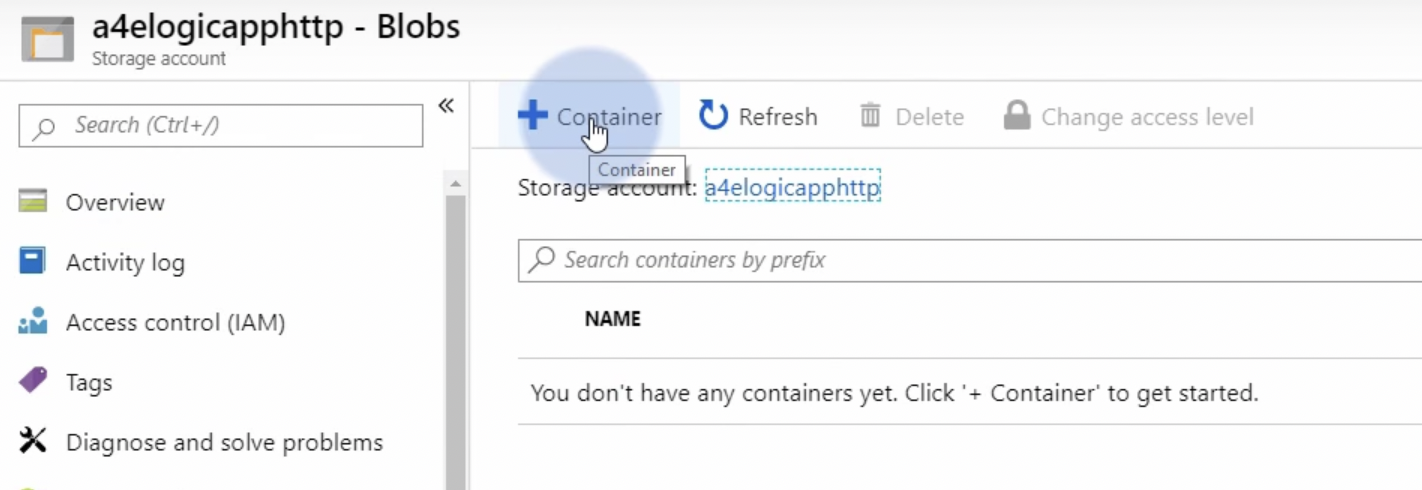 a4elogicapphttp - Blobs
Storage account
Search (Ctrl+/)
«
Overview
Activity log
Access control (IAM)
Tags
Diagnose and solve problems
+ Container
Refresh
Delete
Change access level
Container
Storage account: a4elogicapphttp
Search containers by prefix
NAME
You don't have any containers yet. Click '+ Container' to get started.